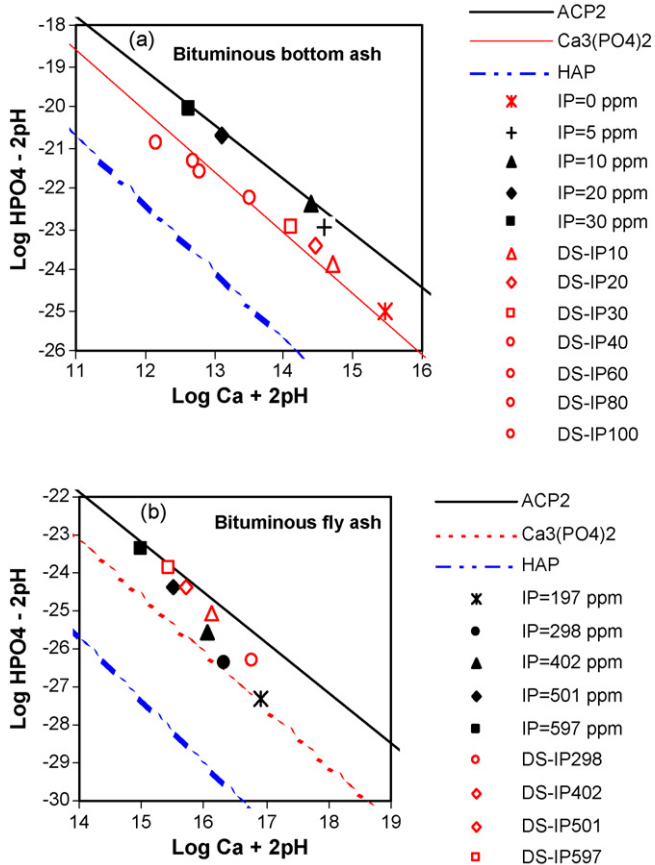 (a)
Bituminous bottom ash
-18
-19
-20
-21
-22
-23
-24
-25
-26
Log HPO4 - 2pH
11 12 13 14 15 16
Log Ca + 2pH
ACP2
Ca3(PO4)2
HAP
IP=0 ppm
IP=5 ppm
IP=10 ppm
IP=20 ppm
IP=30 ppm
DS-IP10
DS-IP20
DS-IP30
DS-IP40
DS-IP60
DS-IP80
DS-IP100
(b)
Bituminous fly ash
-22
-23
-24
-25
-26
-27
-28
-29
-30
Log HPO4 - 2pH
14 15 16 17 18 19
Log Ca + 2pH
ACP2
Ca3(PO4)2
HAP
IP=197 ppm
IP=298 ppm
IP=402 ppm
IP=501 ppm
IP=597 ppm
DS-IP298
DS-IP402
DS-IP501
DS-IP597